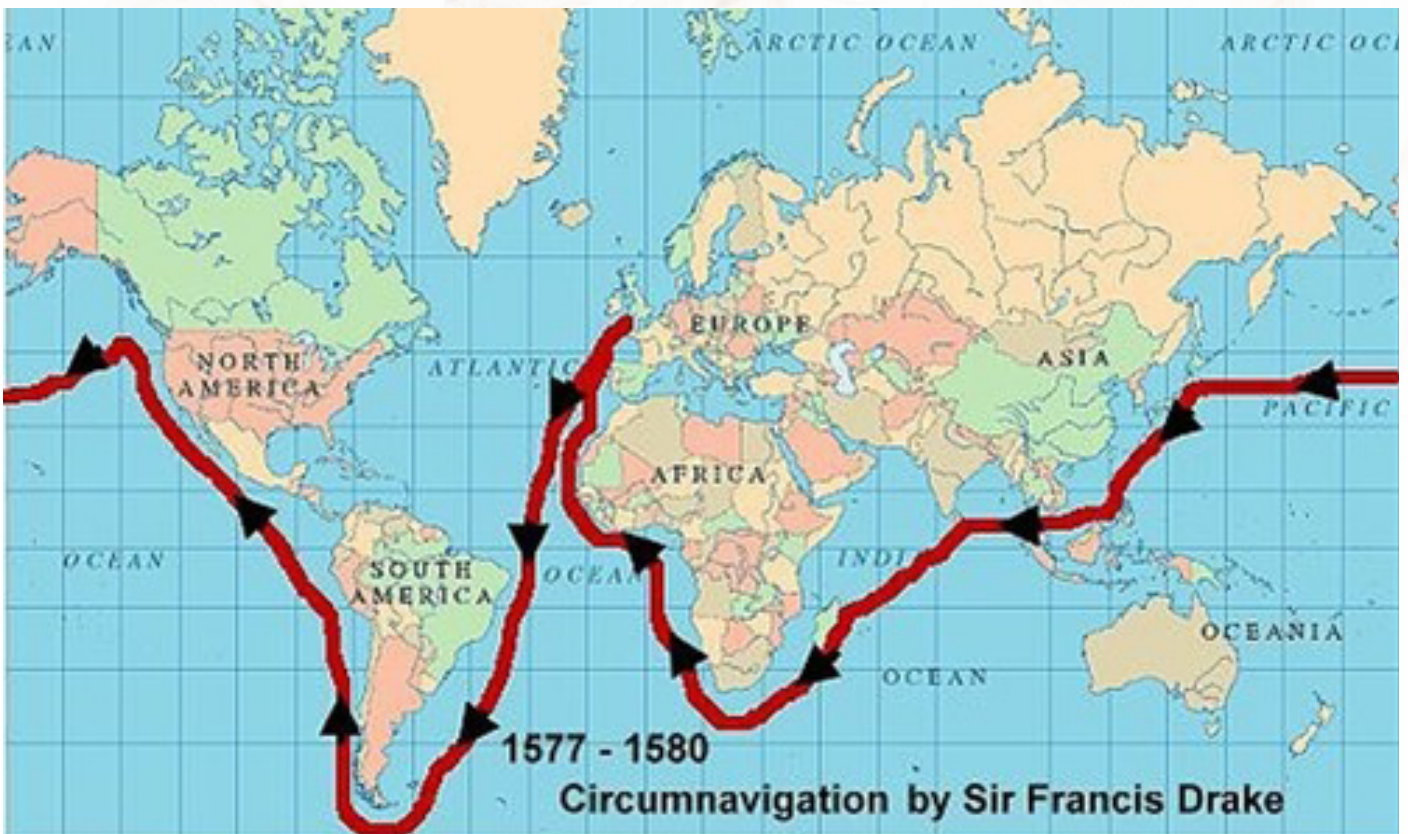 EAN
ARCTIC OCEAN
ARCTIC OCE
EUROPE
ASIA
NORTH
AMERICA
ATLANTIC
PACIFIC
AFRICA
OCEAN
SOUTH
AMERICA
OCEAN
INDI
OCEANIA
OCEAN
1577 - 1580
Circumnavigation by Sir Francis Drake